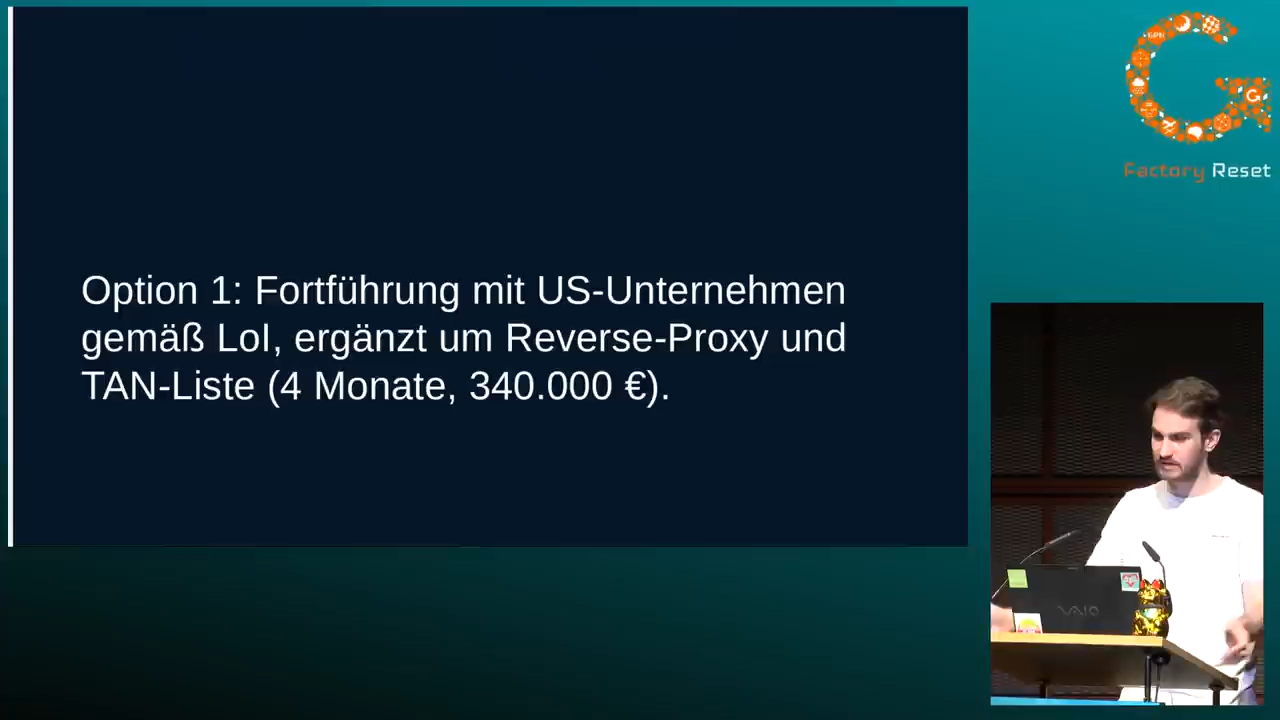 Option 1: Fortführung mit US-Unternehmen
gemäß LoI, ergänzt um Reverse-Proxy und
TAN-Liste (4 Monate, 340.000 €).
Factory Reset
VAIO